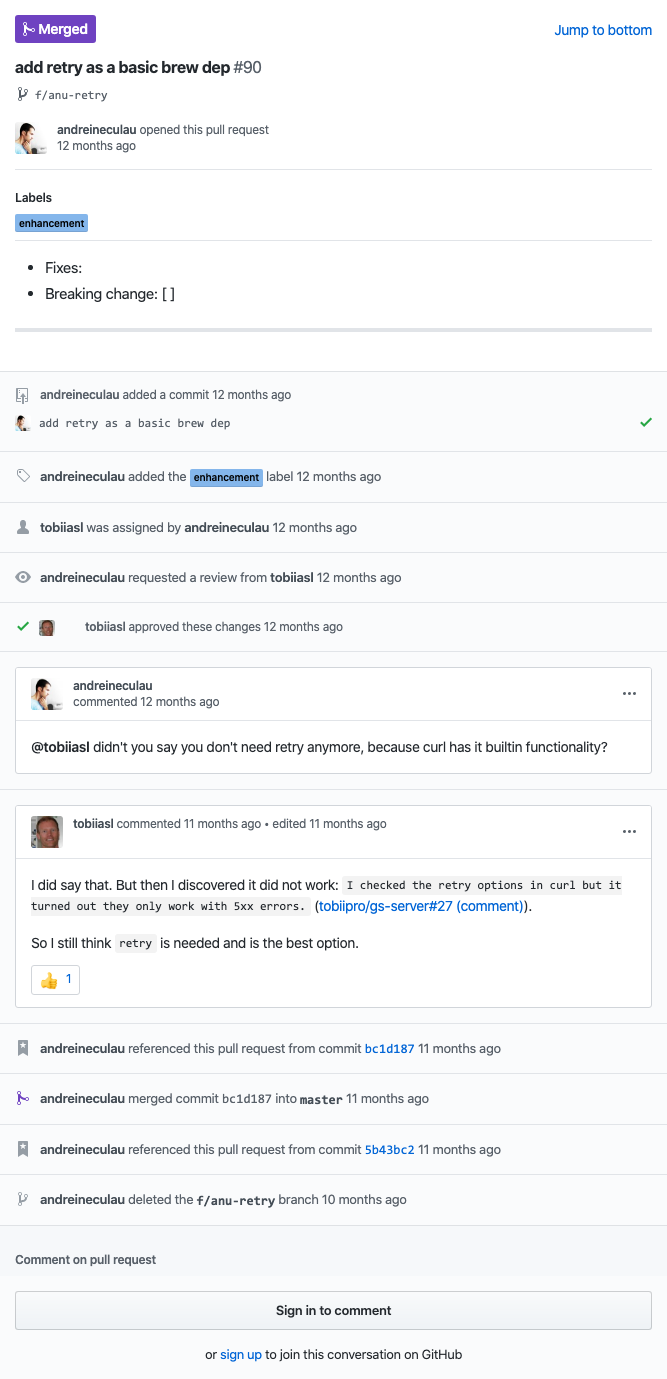 Merged
Jump to bottom
add retry as a basic brew dep #90
f/anu-retry
andreineculau opened this pull request
12 months ago
Labels
enhancement
• Fixes:
• Breaking change: [ ]
andreineculau added a commit 12 months ago
add retry as a basic brew dep
andreineculau added the enhancement label 12 months ago
tobiiasl was assigned by andreineculau 12 months ago
andreineculau requested a review from tobiiasl 12 months ago
tobiiasl approved these changes 12 months ago
andreineculau
commented 12 months ago
@tobiiasl didn't you say you don't need retry anymore, because curl has it builtin functionality?
tobiiasl commented 11 months ago • edited 11 months ago
I did say that. But then I discovered it did not work: I checked the retry options in curl but it
turned out they only work with 5xx errors. (tobiipro/gs-server#27 (comment)).
So I still think retry is needed and is the best option.
👍 1
andreineculau referenced this pull request from commit bc1d187 11 months ago
andreineculau merged commit bc1d187 into master 11 months ago
andreineculau referenced this pull request from commit 5b43bc2 11 months ago
andreineculau deleted the f/anu-retry branch 10 months ago
Comment on pull request
Sign in to comment
or sign up to join this conversation on GitHub